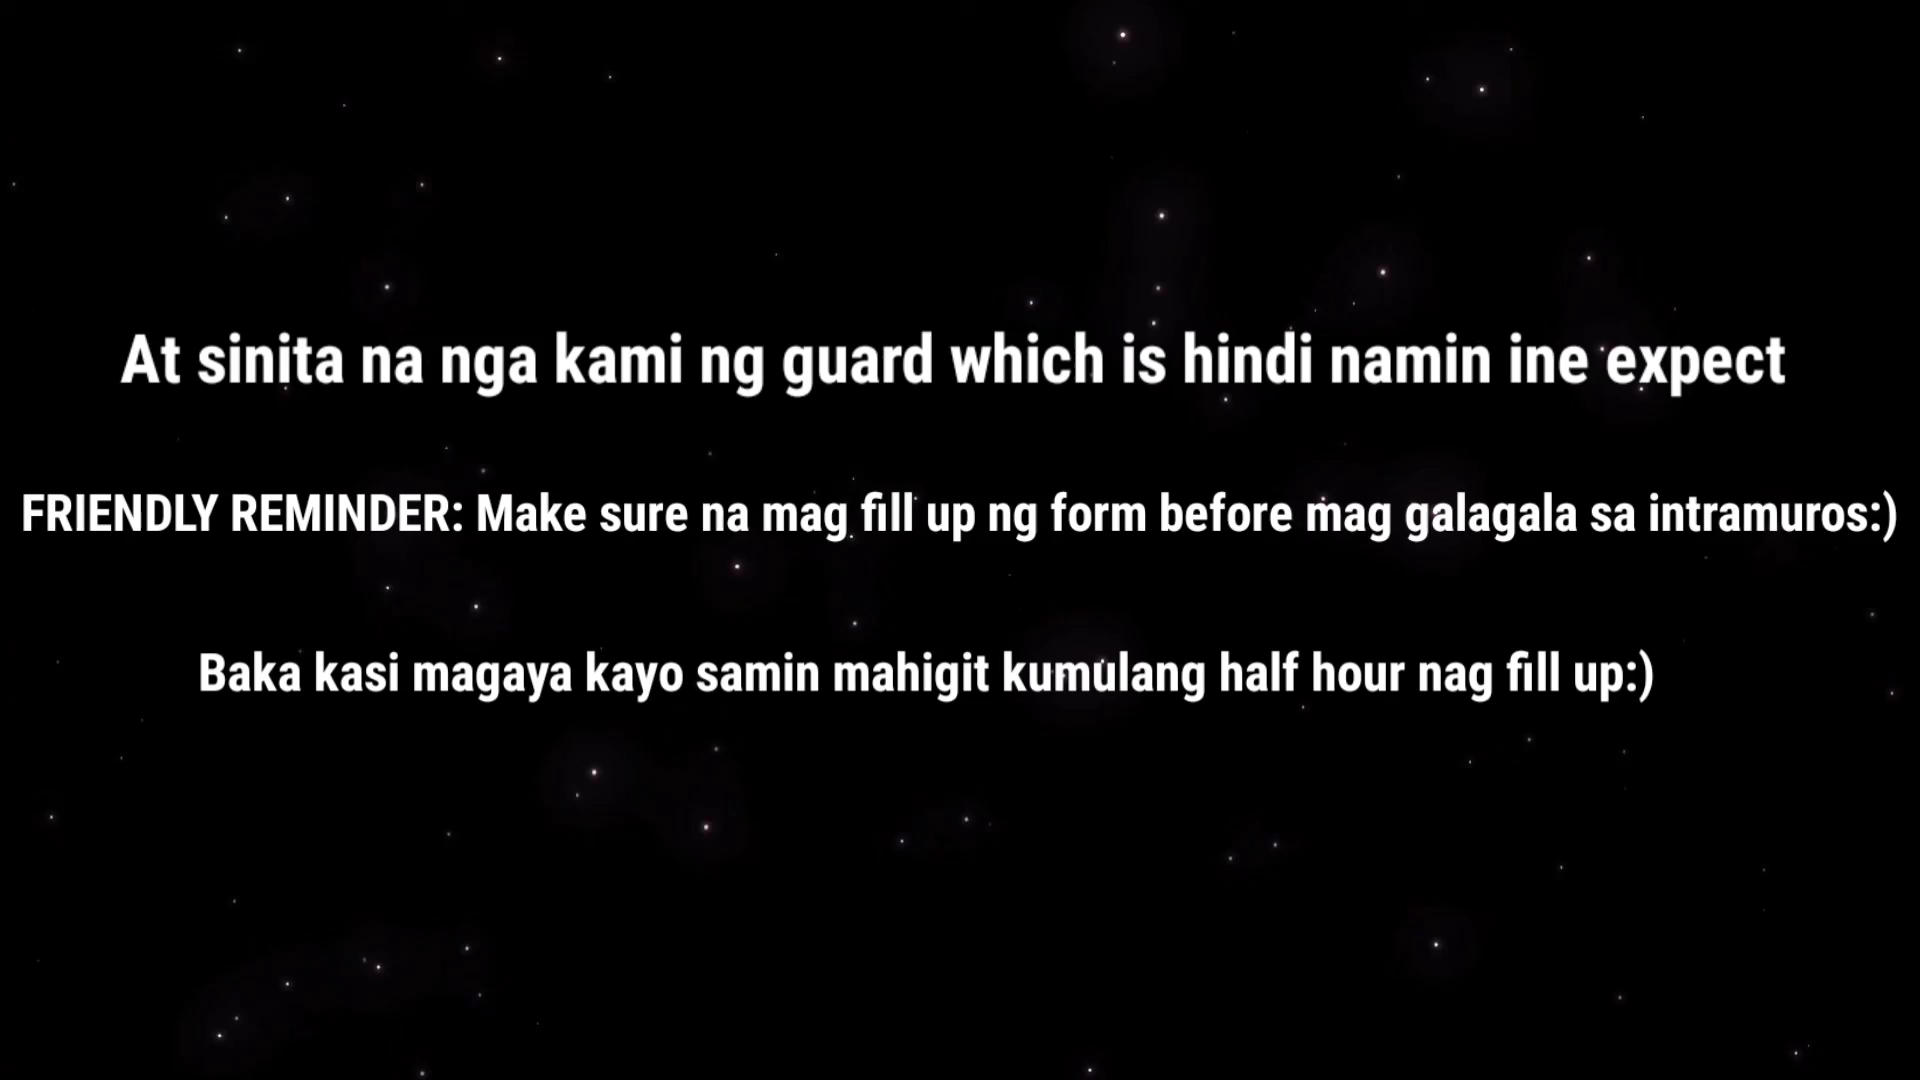 At sinita na nga kami ng guard which is hindi namin ine expect
FRIENDLY REMINDER: Make sure na mag fill up ng form before mag galagala sa intramuros:)
Baka kasi magaya kayo samin mahigit kumulang half hour nag fill up:)